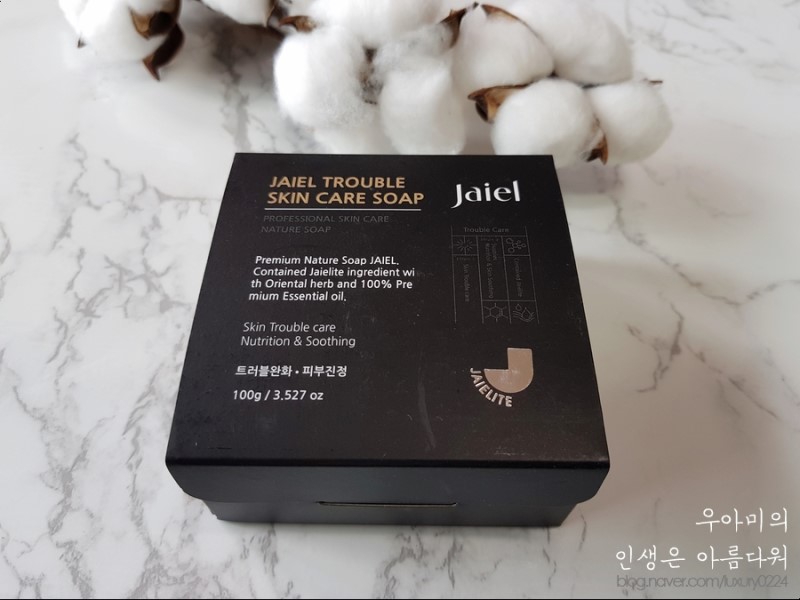 JAIEL TROUBLE
SKIN CARE SOAP
PROFESSIONAL SKIN CARE
NATURE SOAP
Jaiel
Trouble Care
Premium Nature Soap JAIEL,
Contained Jaielite ingredient wi
th Oriental herb and 100% Pre
mium Essential oil.
Skin Trouble care
Nutrition & Soothing
트러블완화 • 피부진정
100g / 3.527 oz
JAIELITE
우아미의
인생은 아름다워
blog.naver.com/luxury0224